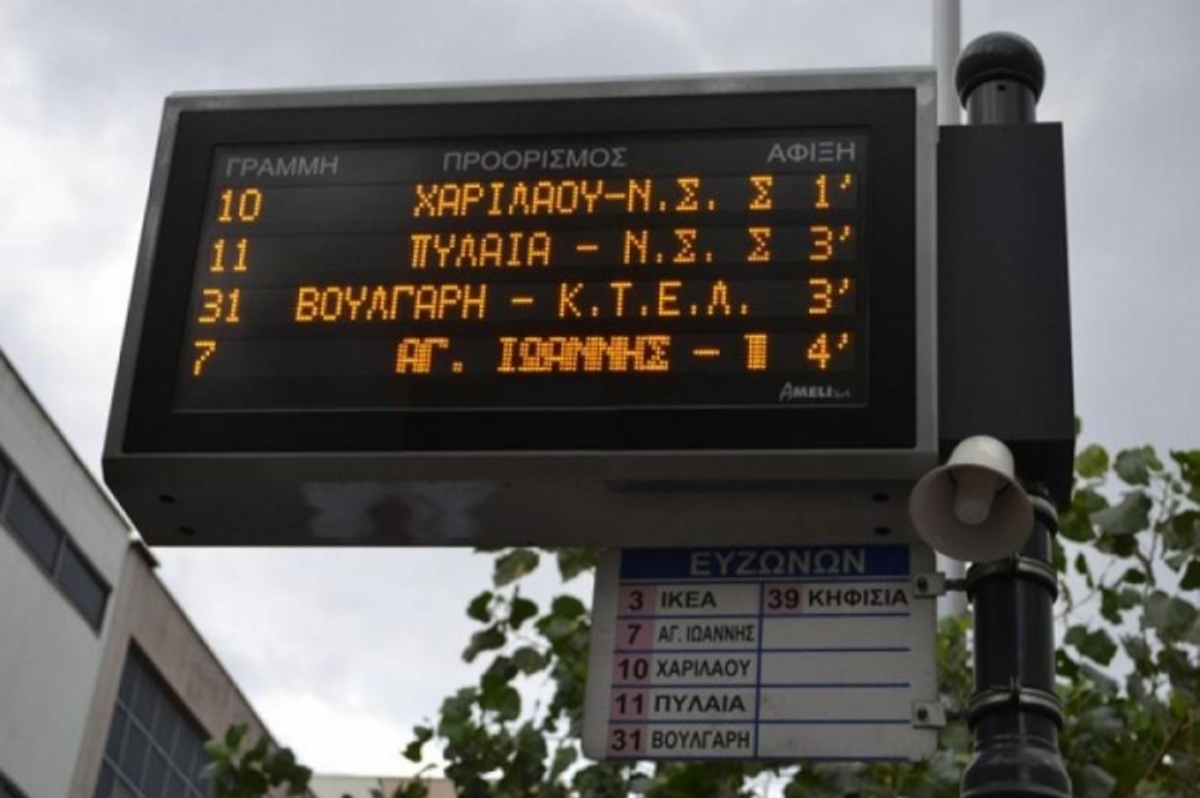 ΓΡΑΜΜΗ ΠΡΟΟΡΙΣΜΟΣ ΑΦΙΞΗ
10 ΧΑΡΙΛΑΟΥ-Ν.Σ. Σ 1'
11 ΠΥΛΑΙΑ - Ν.Σ. Σ 3'
31 ΒΟΥΛΓΑΡΗ - Κ.Τ.Ε.Λ. 3'
7 ΑΓ. ΙΩΑΝΝΗΣ - Π 4'
AMELI
ΕΥΖΩΝΩΝ
3 ΙΚΕΑ 39 ΚΗΦΙΣΙΑ
7 ΑΓ. ΙΩΑΝΝΗΣ
10 ΧΑΡΙΛΑΟΥ
11 ΠΥΛΑΙΑ
31 ΒΟΥΛΓΑΡΗ